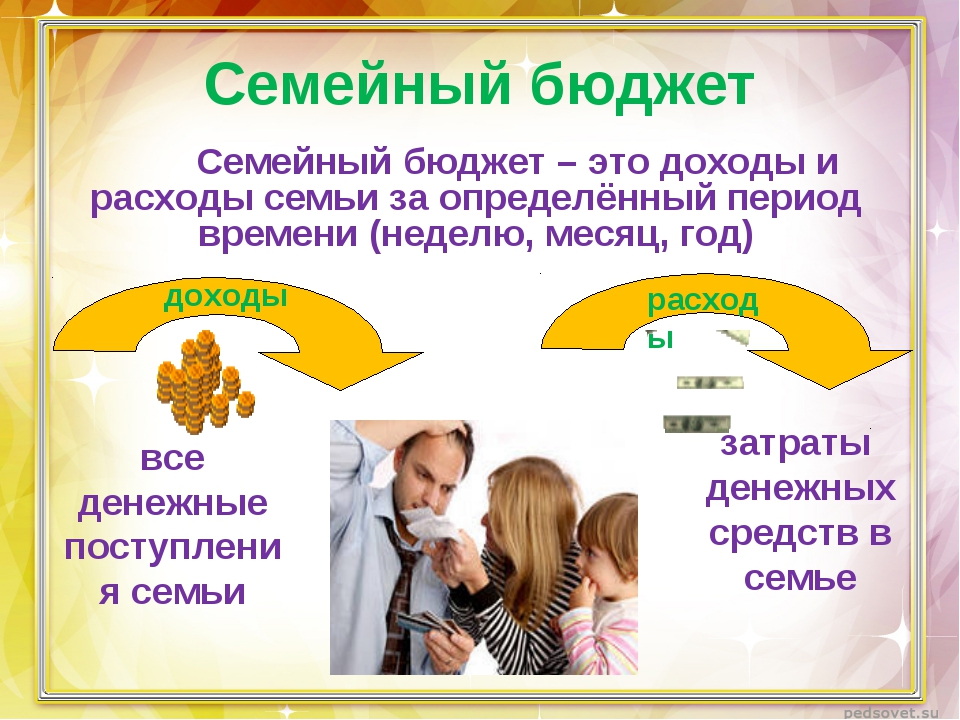 Семейный бюджет
Семейный бюджет – это доходы и
расходы семьи за определённый период
времени (неделю, месяц, год)
доходы
расход
ы
все
денежные
поступлени
я семьи
затраты
денежных
средств в
семье
pedsovet.su